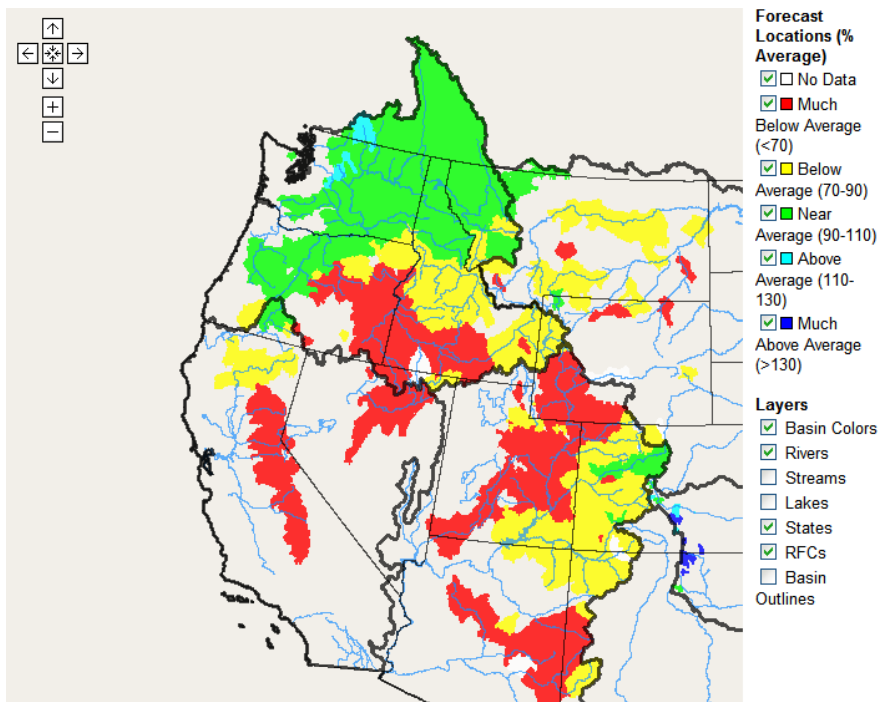 Forecast
Locations (%
Average)
No Data
Much
Below Average
(<70)
Below
Average (70-90)
Near
Average (90-110)
Above
Average (110-
130)
Much
Above Average
(>130)
Layers
Basin Colors
Rivers
Streams
Lakes
States
RFCs
Basin
Outlines